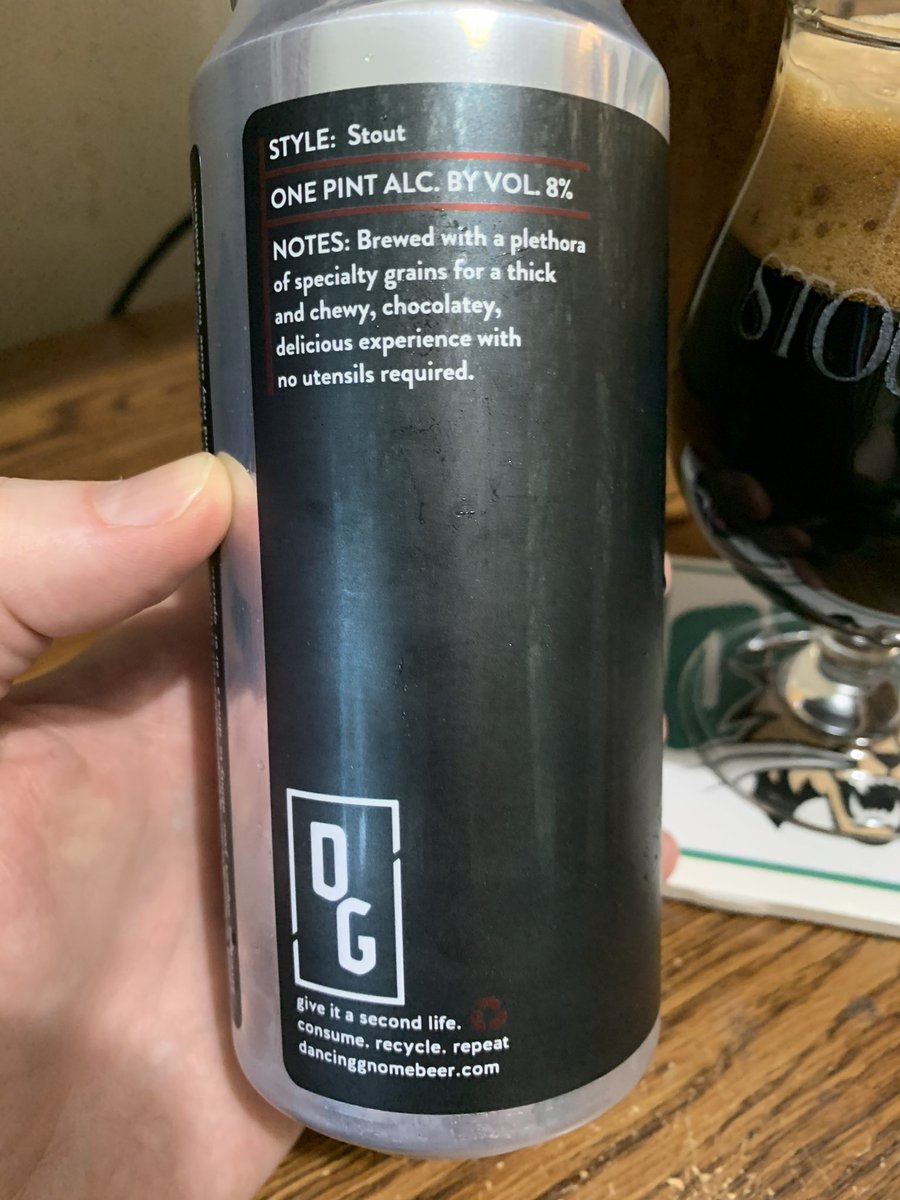 STYLE: Stout
ONE PINT ALC. BY VOL. 8%
NOTES: Brewed with a plethora
of specialty grains for a thick
and chewy, chocolatey,
delicious experience with
no utensils required.
DG
give it a second life.
consume. recycle. repeat
dancinggnomebeer.com